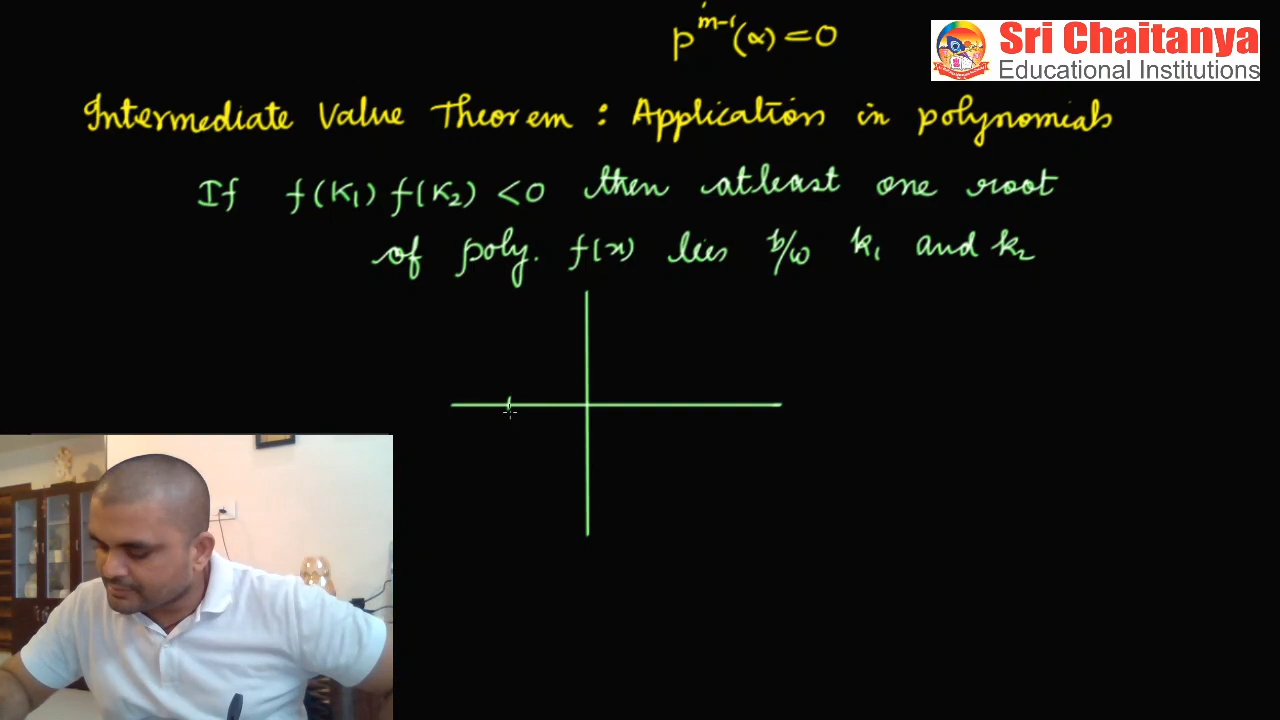 p^{m-1}(α) = 0
Sri Chaitanya
Educational Institutions
Intermediate Value Theorem : Application in polynomials
If f(K₁) f(K₂) < 0 then atleast one root
of poly. f(x) lies b/w k₁ and k₂